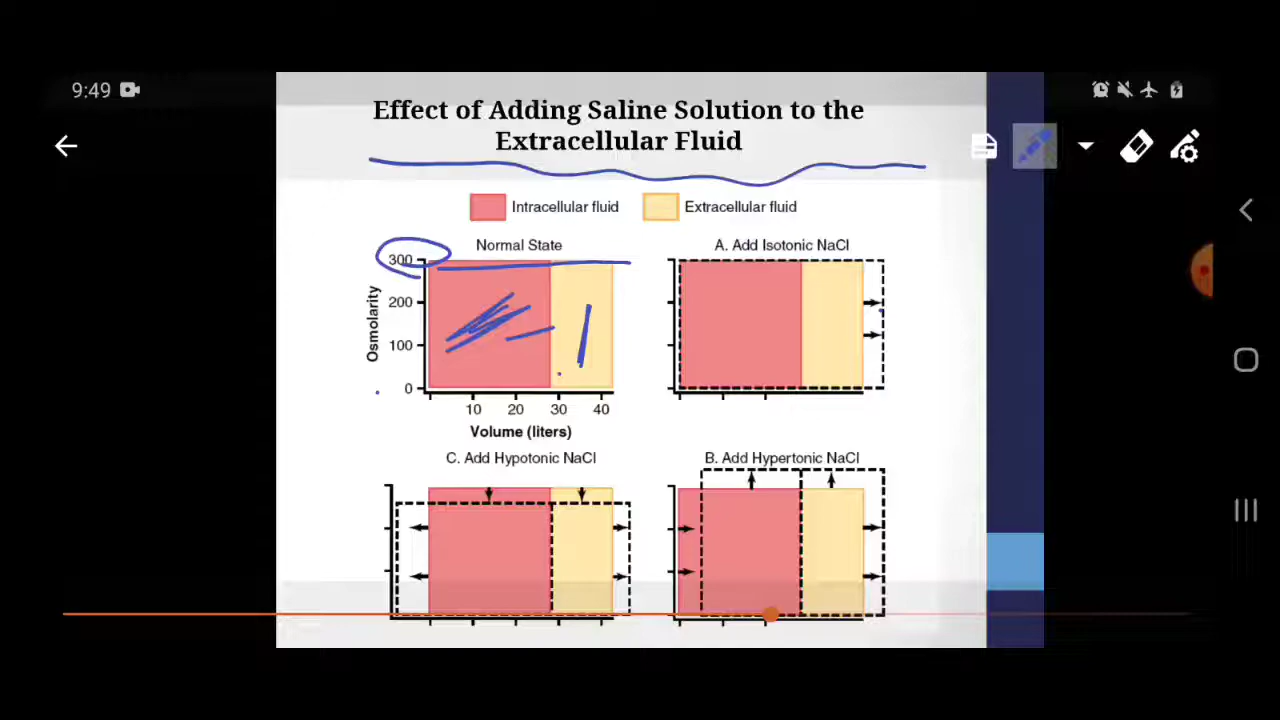 9:49
Effect of Adding Saline Solution to the
Extracellular Fluid
Intracellular fluid
Extracellular fluid
Normal State
300
200
100
0
Osmolarity
10 20 30 40
Volume (liters)
A. Add Isotonic NaCl
C. Add Hypotonic NaCl
B. Add Hypertonic NaCl